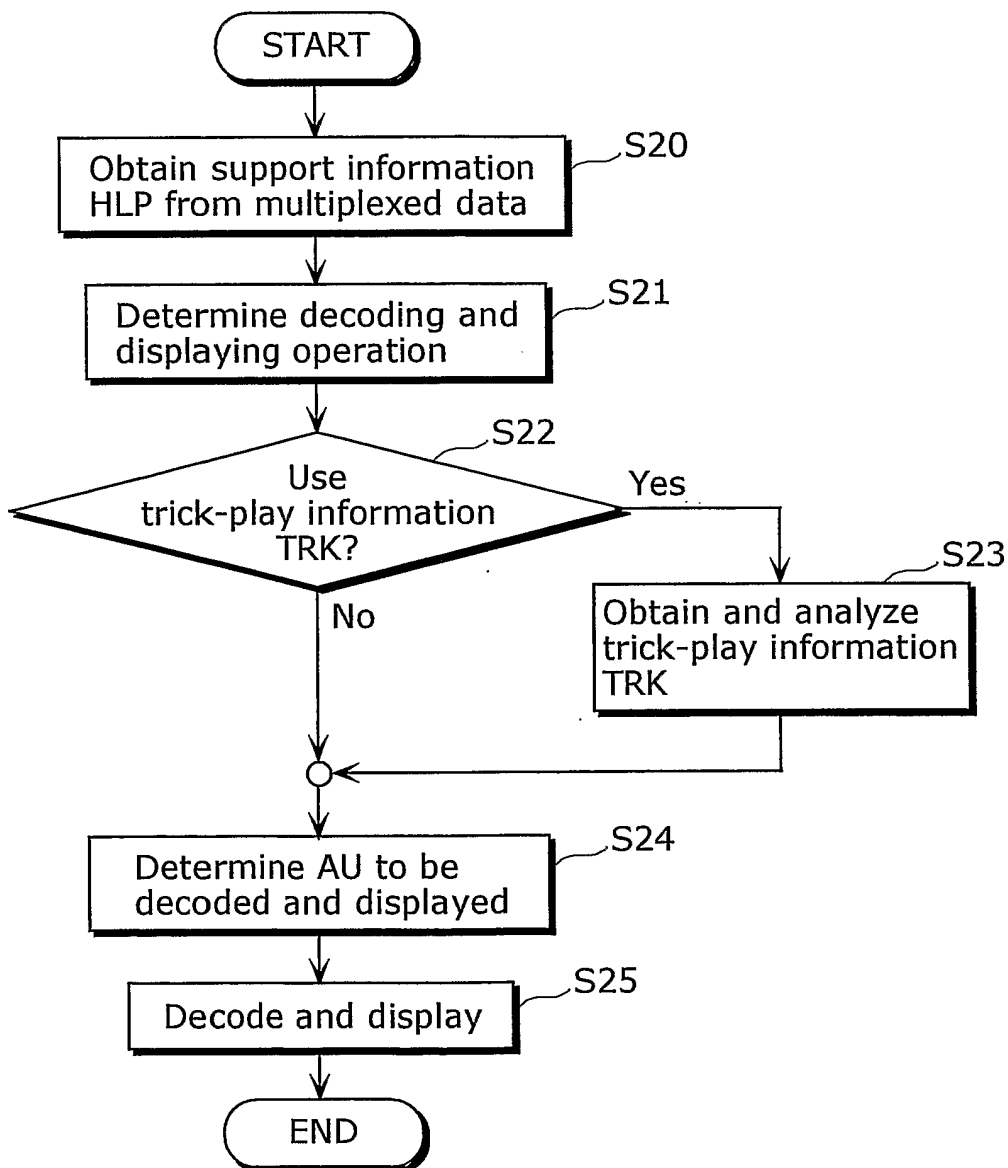 START
Obtain support information
HLP from multiplexed data
S20
Determine decoding and
displaying operation
S21
S22
Use
trick-play information
TRK?
Yes
No
S23
Obtain and analyze
trick-play information
TRK
Determine AU to be
decoded and displayed
S24
Decode and display
S25
END